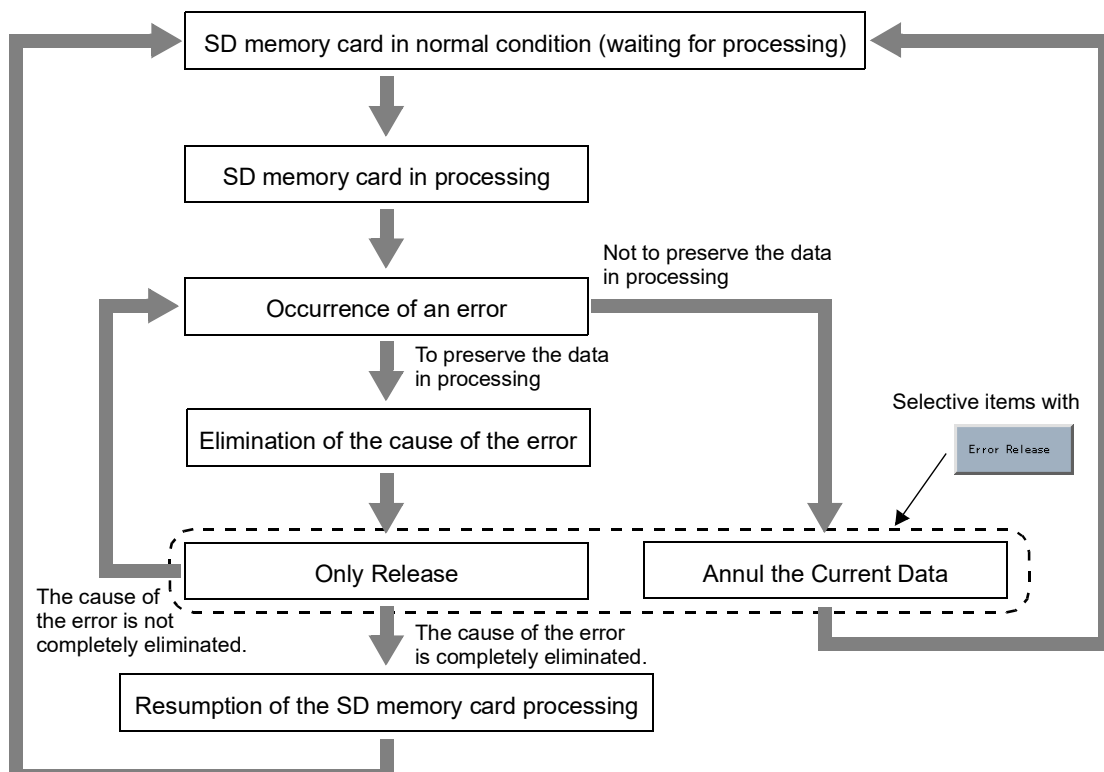 SD memory card in normal condition (waiting for processing)
SD memory card in processing
Not to preserve the data
in processing
Occurrence of an error
To preserve the data
in processing
Selective items with
Elimination of the cause of the error
Error Release
Only Release
Annul the Current Data
The cause of
the error is not
completely eliminated.
The cause of the error
is completely eliminated.
Resumption of the SD memory card processing